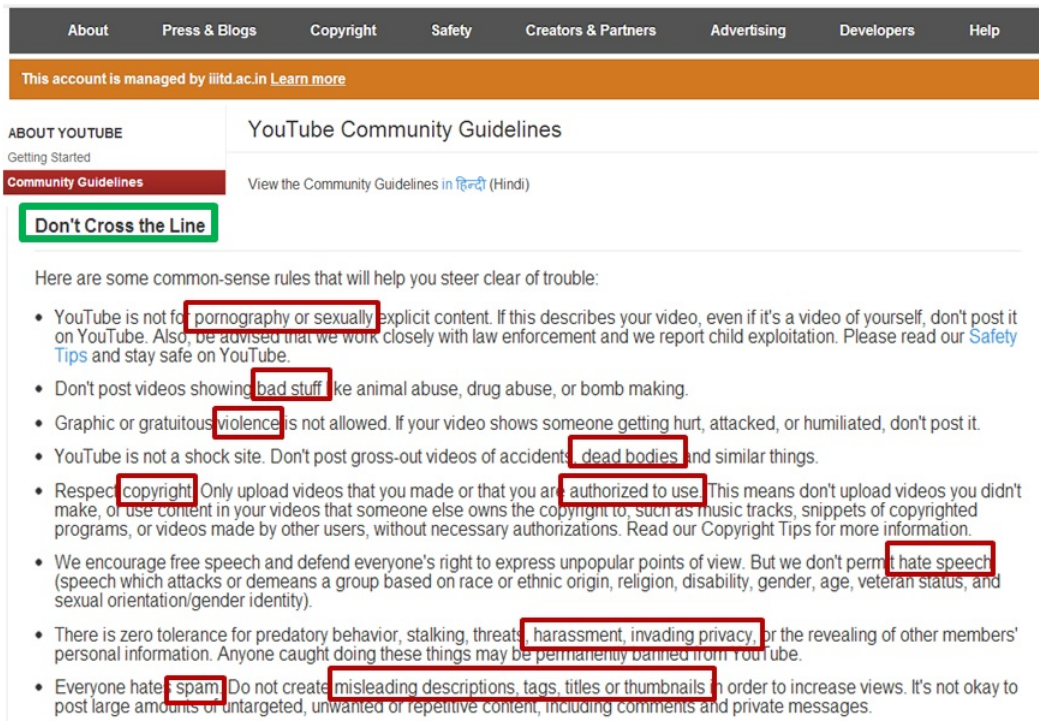 About Press & Blogs Copyright Safety Creators & Partners Advertising Developers Help
This account is managed by iiitd.ac.in Learn more
ABOUT YOUTUBE
Getting Started
Community Guidelines
YouTube Community Guidelines
View the Community Guidelines in हिन्दी (Hindi)
Don't Cross the Line
Here are some common-sense rules that will help you steer clear of trouble:
• YouTube is not for pornography or sexually explicit content. If this describes your video, even if it's a video of yourself, don't post it
on YouTube. Also, be advised that we work closely with law enforcement and we report child exploitation. Please read our Safety
Tips and stay safe on YouTube.
• Don't post videos showing bad stuff like animal abuse, drug abuse, or bomb making.
• Graphic or gratuitous violence is not allowed. If your video shows someone getting hurt, attacked, or humiliated, don't post it.
• YouTube is not a shock site. Don't post gross-out videos of accidents, dead bodies and similar things.
• Respect copyright. Only upload videos that you made or that you are authorized to use. This means don't upload videos you didn't
make, or use content in your videos that someone else owns the copyright to, such as music tracks, snippets of copyrighted
programs, or videos made by other users, without necessary authorizations. Read our Copyright Tips for more information.
• We encourage free speech and defend everyone's right to express unpopular points of view. But we don't permit hate speech
(speech which attacks or demeans a group based on race or ethnic origin, religion, disability, gender, age, veteran status, and
sexual orientation/gender identity).
• There is zero tolerance for predatory behavior, stalking, threats, harassment, invading privacy, or the revealing of other members'
personal information. Anyone caught doing these things may be permanently banned from YouTube.
• Everyone hates spam. Do not create misleading descriptions, tags, titles or thumbnails in order to increase views. It's not okay to
post large amounts of untargeted, unwanted or repetitive content, including comments and private messages.